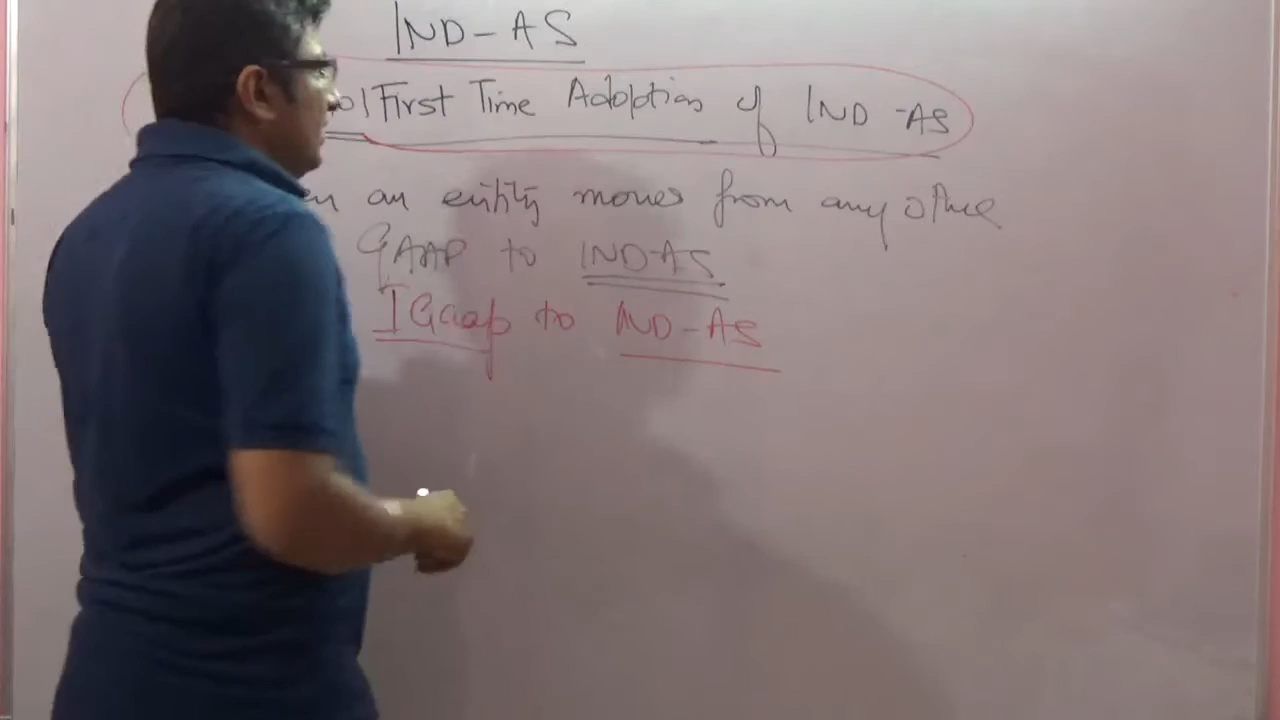 IND-AS
01 First Time Adoption of IND-AS
an entity moves from any other
GAAP to IND-AS
IGaap to IND-AS